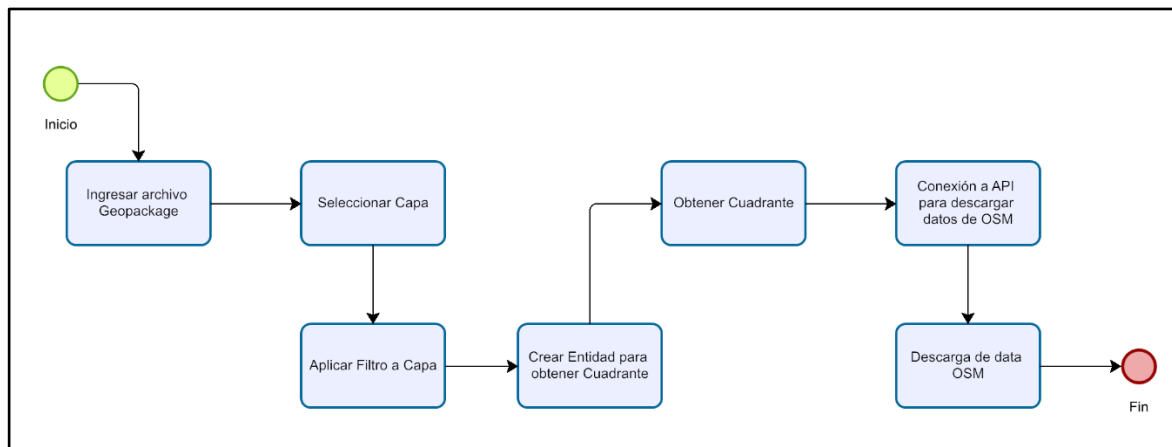 Inicio
Ingresar archivo
Geopackage
Seleccionar Capa
Aplicar Filtro a Capa
Crear Entidad para
obtener Cuadrante
Obtener Cuadrante
Conexión a API
para descargar
datos de OSM
Descarga de data
OSM
Fin